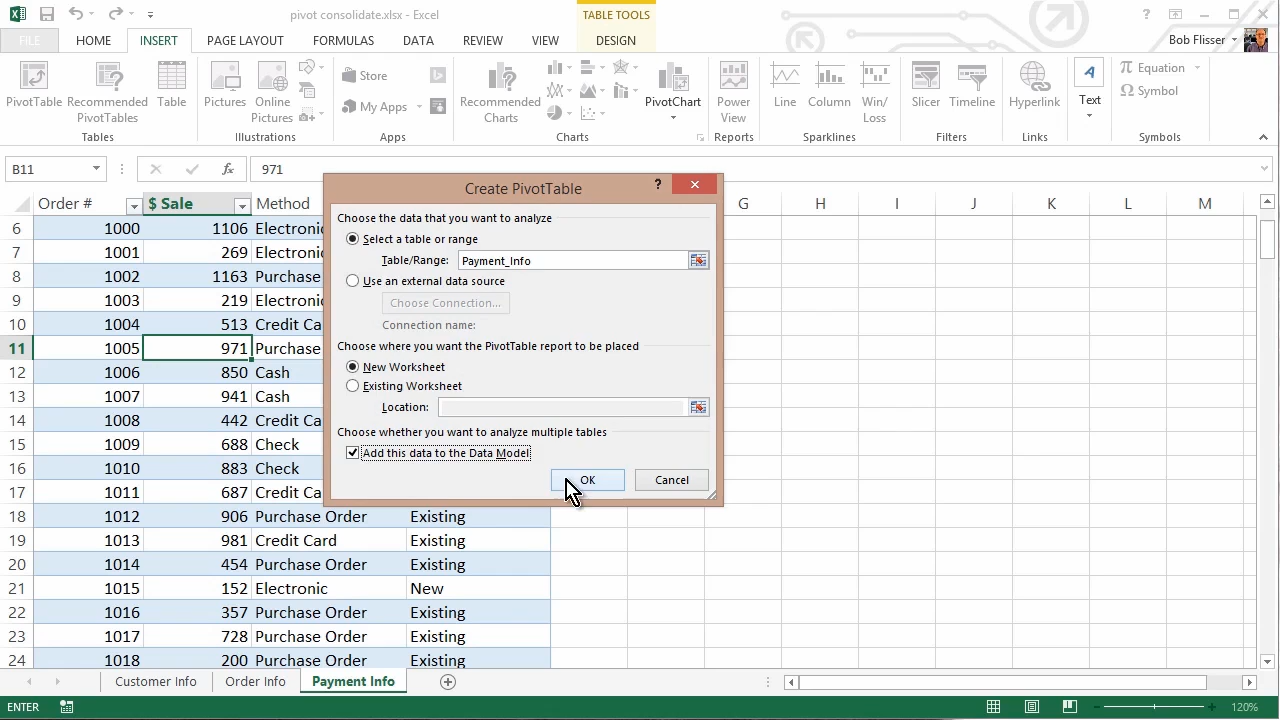 pivot consolidate.xlsx - Excel
TABLE TOOLS
?
FILE
HOME
INSERT
PAGE LAYOUT
FORMULAS
DATA
REVIEW
VIEW
DESIGN
Bob Flisser
PivotTable
Recommended
PivotTables
Table
Pictures
Online
Pictures
Store
My Apps
Recommended
Charts
PivotChart
Power
View
Line
Column
Win/
Loss
Slicer
Timeline
Hyperlink
Text
Equation
Symbol
Tables
Illustrations
Apps
Charts
Reports
Sparklines
Filters
Links
Symbols
B11
fx
971
Order #
$ Sale
Method
G
H
I
J
K
L
M
6 1000 1106 Electronic
7 1001 269 Electronic
8 1002 1163 Purchase
9 1003 219 Electronic
10 1004 513 Credit Ca
11 1005 971 Purchase
12 1006 850 Cash
13 1007 941 Cash
14 1008 442 Credit Ca
15 1009 688 Check
16 1010 883 Check
17 1011 687 Credit Ca
18 1012 906 Purchase Order Existing
19 1013 981 Credit Card Existing
20 1014 454 Purchase Order Existing
21 1015 152 Electronic New
22 1016 357 Purchase Order Existing
23 1017 728 Purchase Order Existing
24 1018 200 Purchase Order Existing
Create PivotTable
?
Choose the data that you want to analyze
Select a table or range
Table/Range: Payment_Info
Use an external data source
Choose Connection...
Connection name:
Choose where you want the PivotTable report to be placed
New Worksheet
Existing Worksheet
Location:
Choose whether you want to analyze multiple tables
Add this data to the Data Model
OK
Cancel
Customer Info
Order Info
Payment Info
ENTER
120%